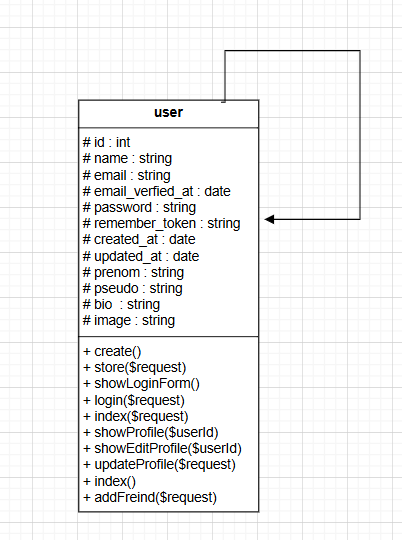 user
# id : int
# name : string
# email : string
# email_verfied_at : date
# password : string
# remember_token : string
# created_at : date
# updated_at : date
# prenom : string
# pseudo : string
# bio : string
# image : string
+ create()
+ store($request)
+ showLoginForm()
+ login($request)
+ index($request)
+ showProfile($userId)
+ showEditProfile($userId)
+ updateProfile($request)
+ index()
+ addFreind($request)